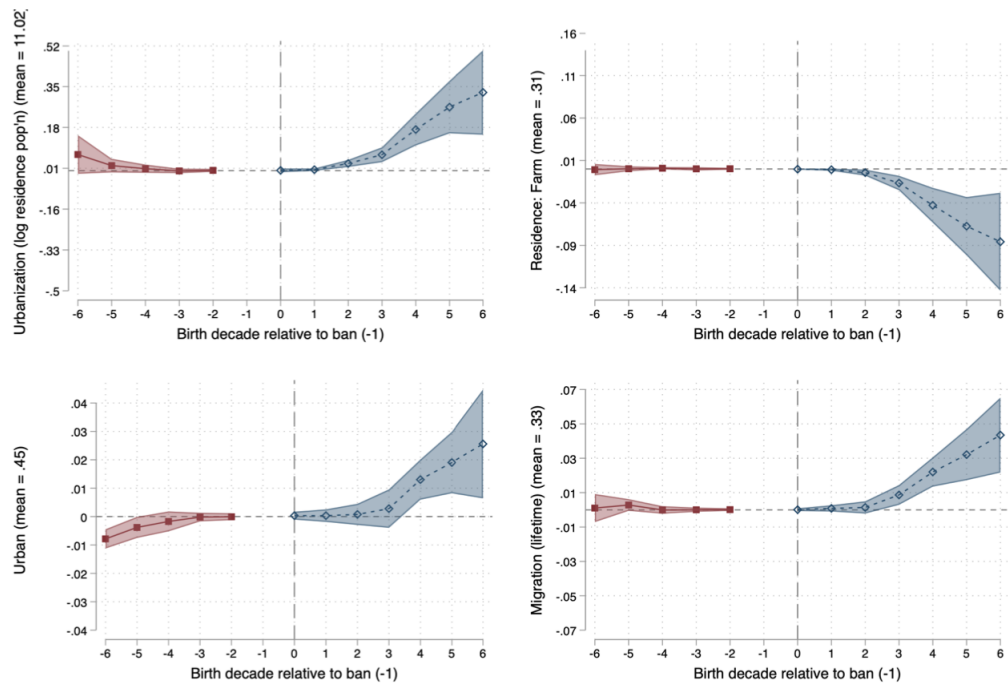 Urbanization (log residence pop'n) (mean = 11.02)
.52
.35
.18
.01
-.16
-.33
-.5
-6 -5 -4 -3 -2 -1 0 1 2 3 4 5 6
Birth decade relative to ban (-1)
Residence: Farm (mean = .31)
.16
.11
.06
.01
-.04
-.09
-.14
-6 -5 -4 -3 -2 -1 0 1 2 3 4 5 6
Birth decade relative to ban (-1)
Urban (mean = .45)
.04
.03
.02
.01
0
-.01
-.02
-.03
-.04
-6 -5 -4 -3 -2 -1 0 1 2 3 4 5 6
Birth decade relative to ban (-1)
Migration (lifetime) (mean = .33)
.07
.05
.03
.01
-.01
-.03
-.05
-.07
-6 -5 -4 -3 -2 -1 0 1 2 3 4 5 6
Birth decade relative to ban (-1)